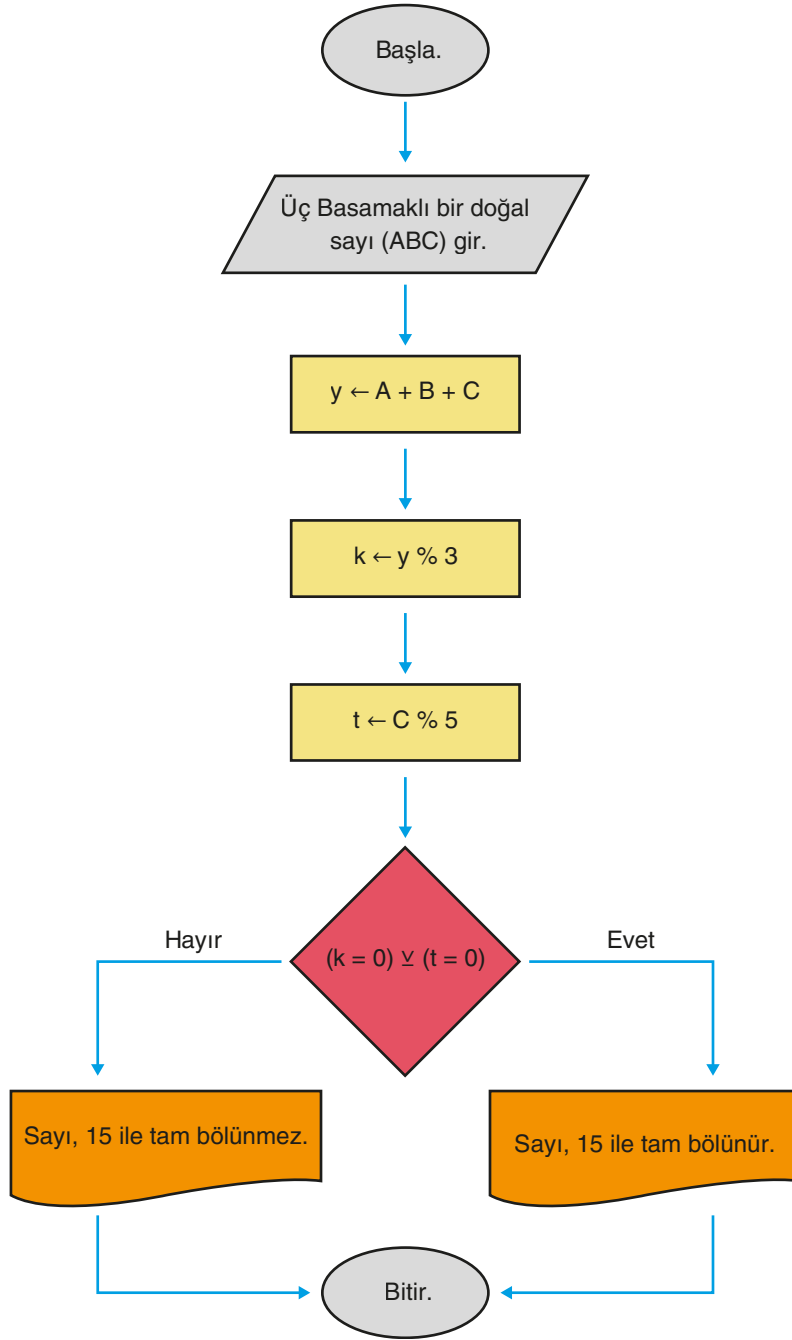 Başla.
Üç Basamaklı bir doğal
sayı (ABC) gir.
y ← A + B + C
k ← y % 3
t ← C % 5
Hayır
(k = 0) ⊻ (t = 0)
Evet
Sayı, 15 ile tam bölünmez.
Sayı, 15 ile tam bölünür.
Bitir.